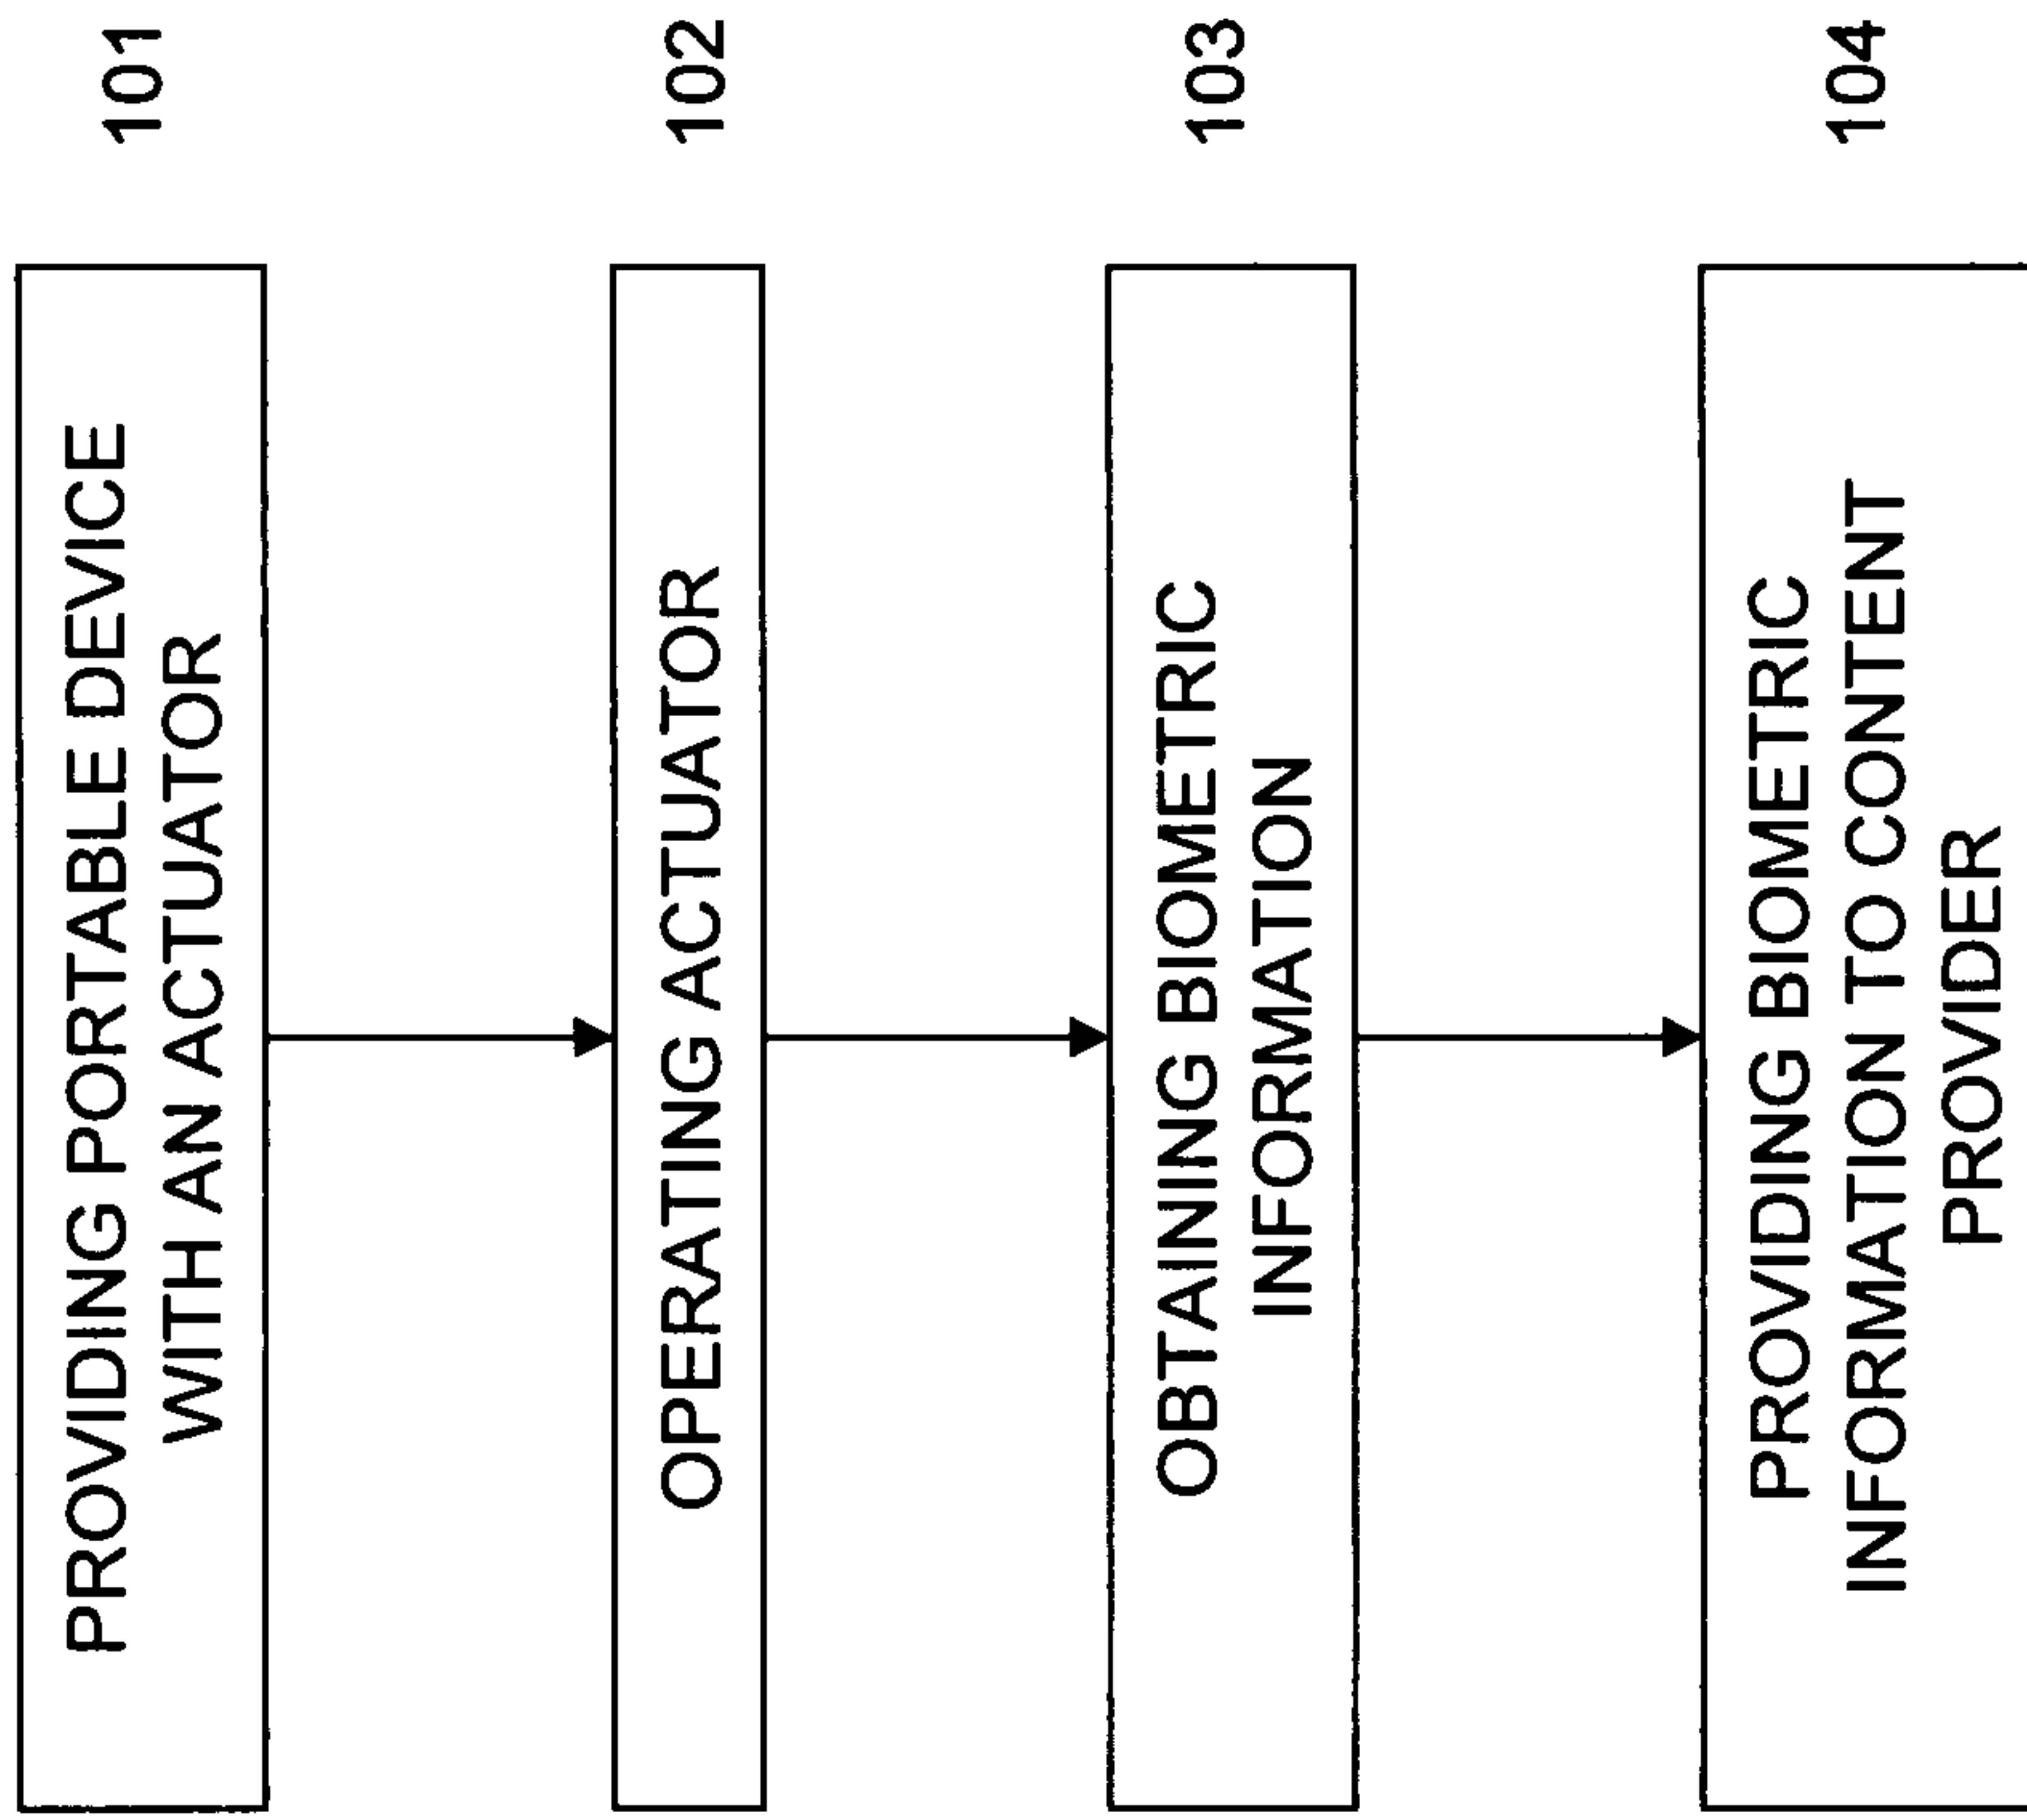 PROVIDING PORTABLE DEVICE
WITH AN ACTUATOR
101
OPERATING ACTUATOR
102
OBTAINING BIOMETRIC
INFORMATION
103
PROVIDING BIOMETRIC
INFORMATION TO CONTENT
PROVIDER
104